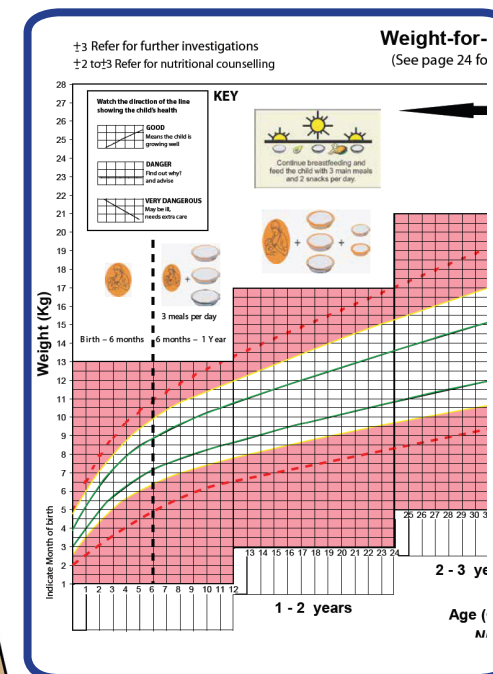 ±3 Refer for further investigations
±2 to±3 Refer for nutritional counselling
Weight-for-
(See page 24 fo
KEY
Watch the direction of the line
showing the child's health
GOOD
Means the child is
growing well
DANGER
Find out why?
and advise
VERY DANGEROUS
May be ill,
needs extra care
Continue breastfeeding and
feed the child with 3 main meals
and 2 snacks per day.
+
+
+
3 meals per day
Birth – 6 months
6 months – 1 Year
Weight (Kg)
28
27
26
25
24
23
22
21
20
19
18
17
16
15
14
13
12
11
10
9
8
7
6
5
4
3
2
1
Indicate Month of birth
1 2 3 4 5 6 7 8 9 10 11 12
13 14 15 16 17 18 19 20 21 22 23 24
25 26 27 28 29 30 3
1 - 2 years
2 - 3 ye
Age (
N